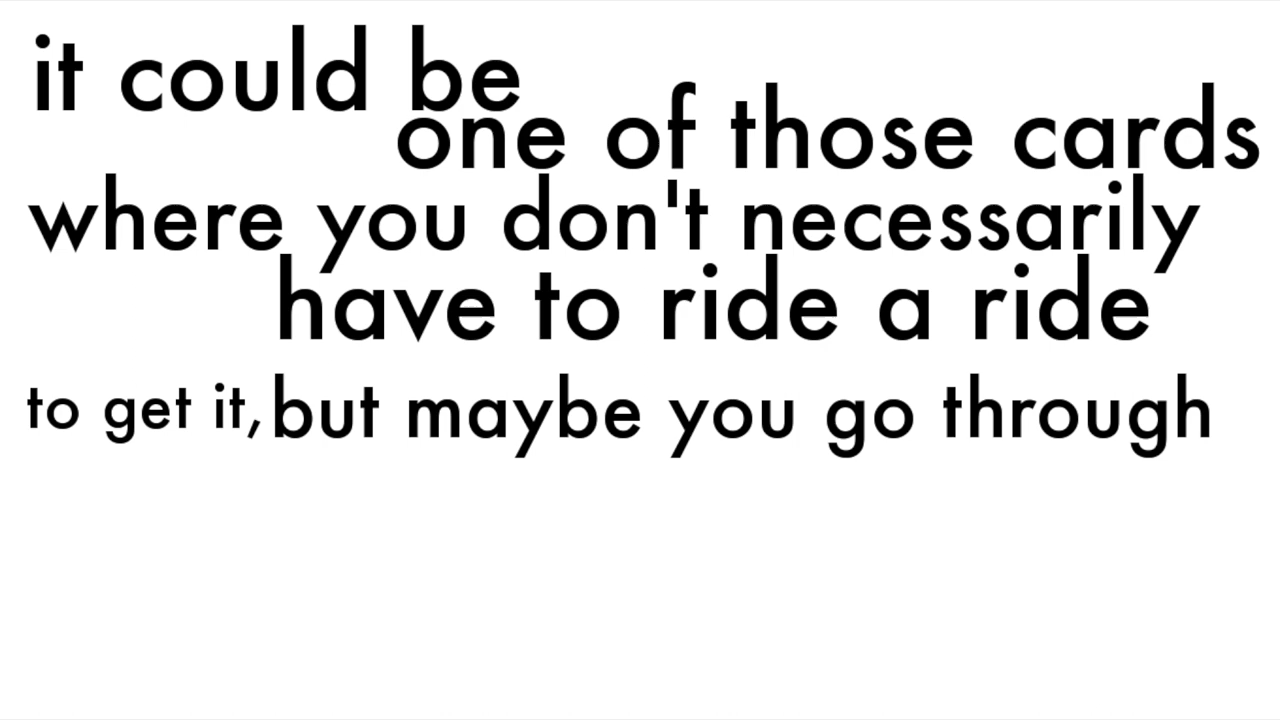 it could be
one of those cards
where you don't necessarily
have to ride a ride
to get it, but maybe you go through